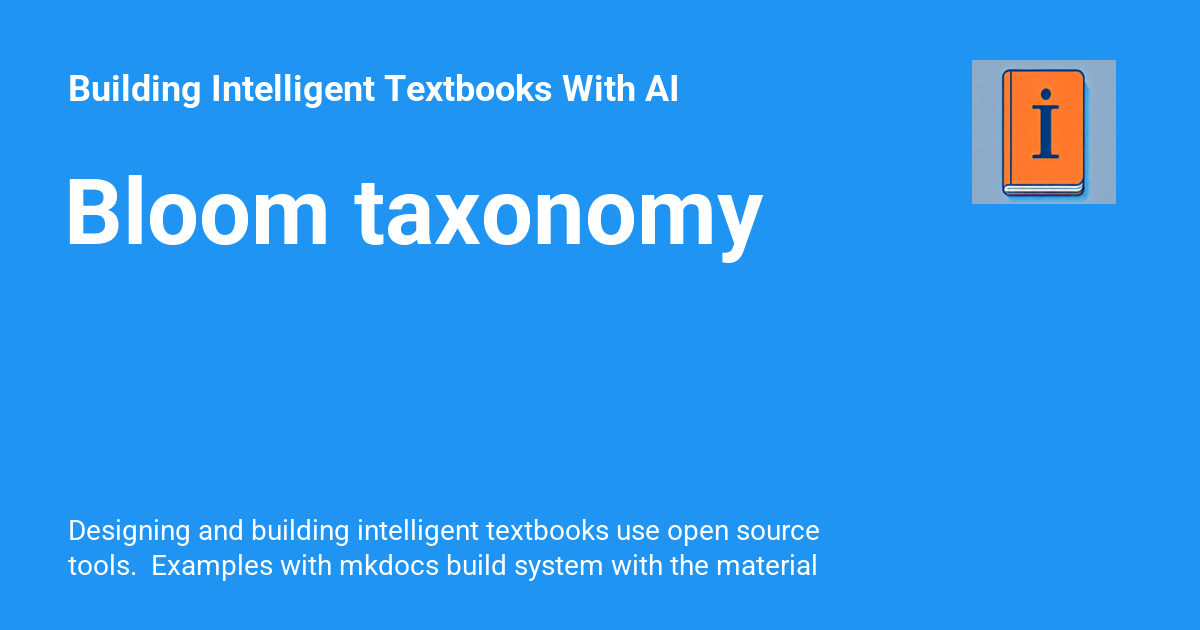 Building Intelligent Textbooks With AI
i
Bloom taxonomy
Designing and building intelligent textbooks use open source
tools.  Examples with mkdocs build system with the material